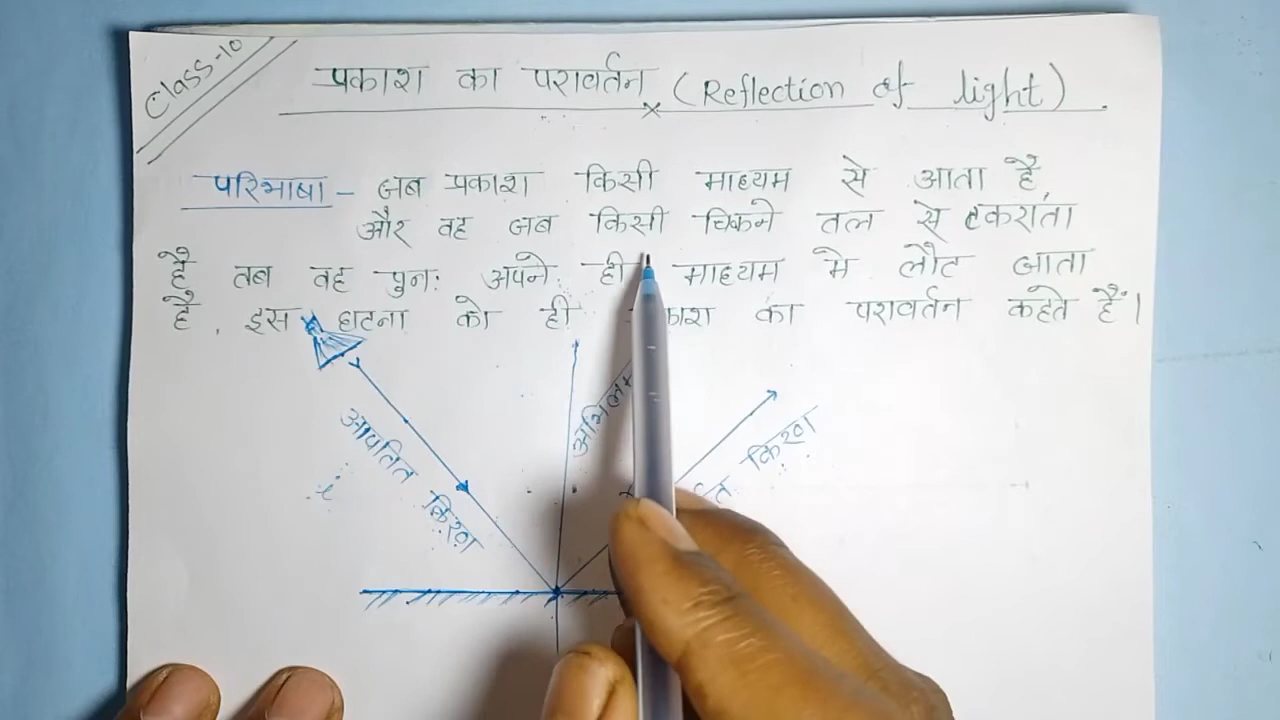 Class-10
प्रकाश का परावर्तन (Reflection of light)
परिभाषा - जब प्रकाश किसी माध्यम से आता है,
और वह जब किसी चिकने तल से टकराता
है तब वह पुनः अपने ही माध्यम मे लौट जाता
है, इस घटना को ही काश का परावर्तन कहते हैं।
आपतित किरण
अभिल
त किरण